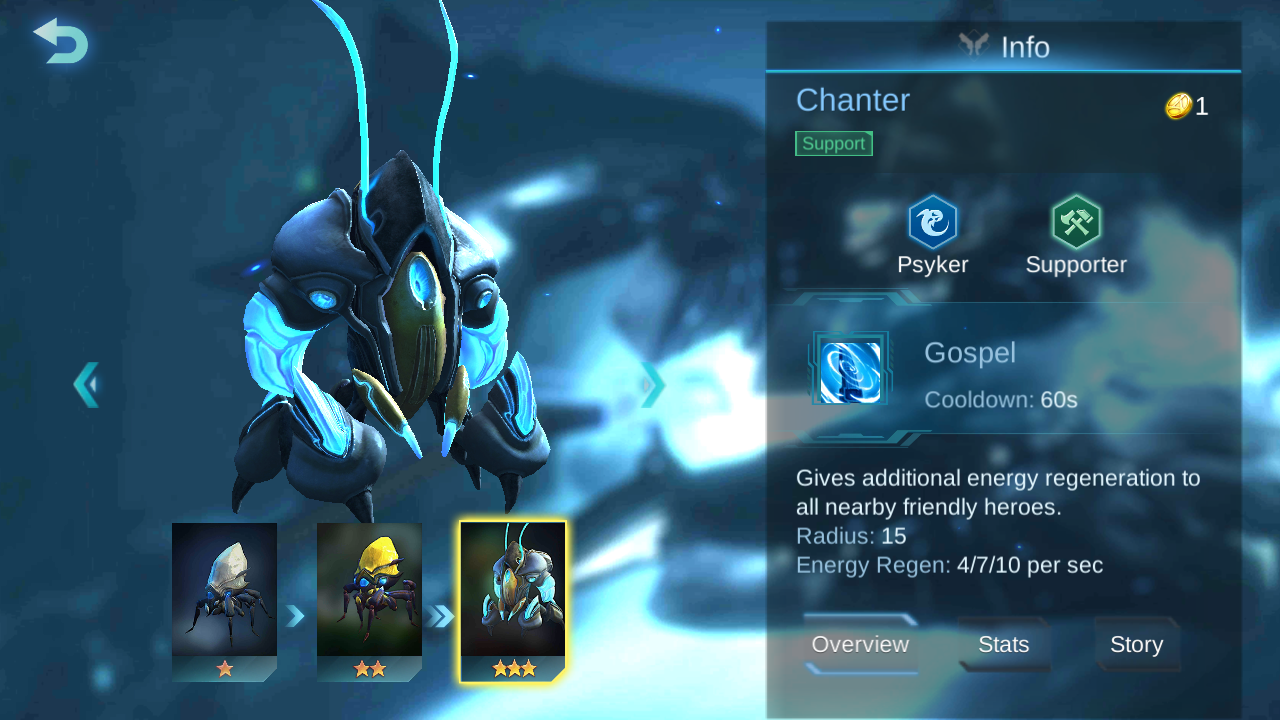 Info
Chanter
1
Support
Psyker
Supporter
Gospel
Cooldown: 60s
Gives additional energy regeneration to
all nearby friendly heroes.
Radius: 15
Energy Regen: 4/7/10 per sec
Overview
Stats
Story